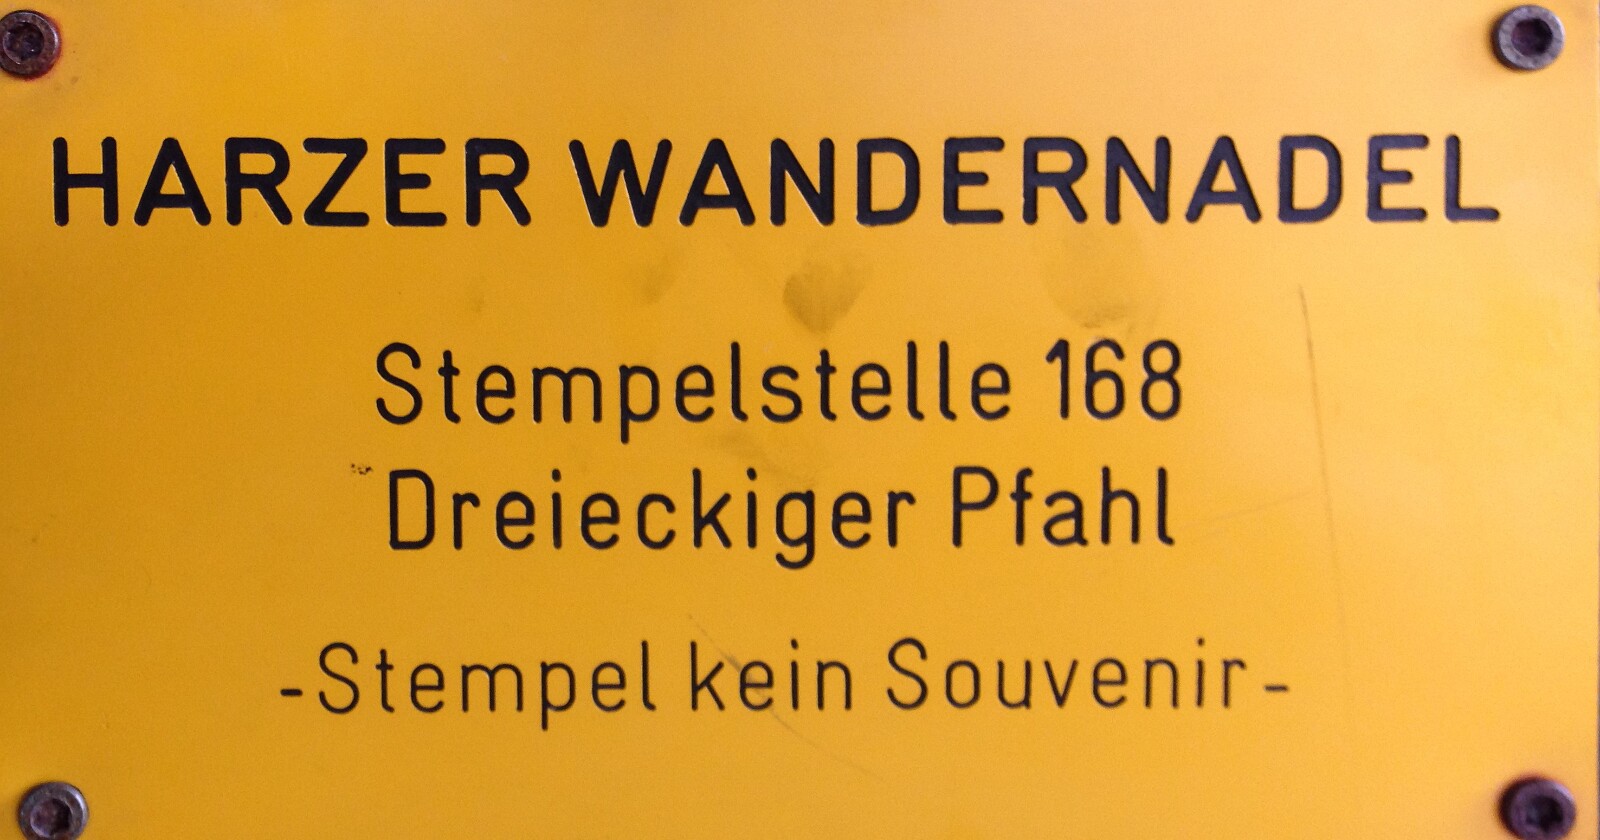 HARZER WANDERNADEL
Stempelstelle 168
Dreieckiger Pfahl
-Stempel kein Souvenir-